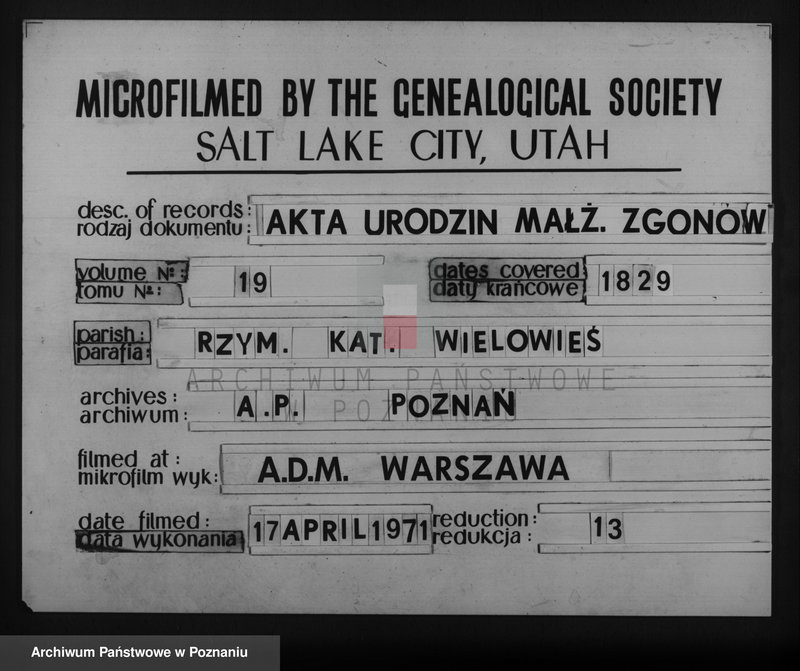 MICROFILMED BY THE GENEALOGICAL SOCIETY
SALT LAKE CITY, UTAH
desc. of records: AKTA URODZIN MAŁŻ. ZGONÓW
rodzaj dokumentu:
volume №: 19 dates covered 1829
tomu №: daty krańcowe
parish: RZYM. KAT. WIELOWIEŚ
parafia:
ARCHIWUM PAŃSTWOWE
W POZNANIU
archives: A.P. POZNAŃ
archiwum:
filmed at: A.D.M. WARSZAWA
mikrofilm wyk:
date filmed: 17 APRIL 1971 reduction: 13
data wykonania redukcja:
Archiwum Państwowe w Poznaniu